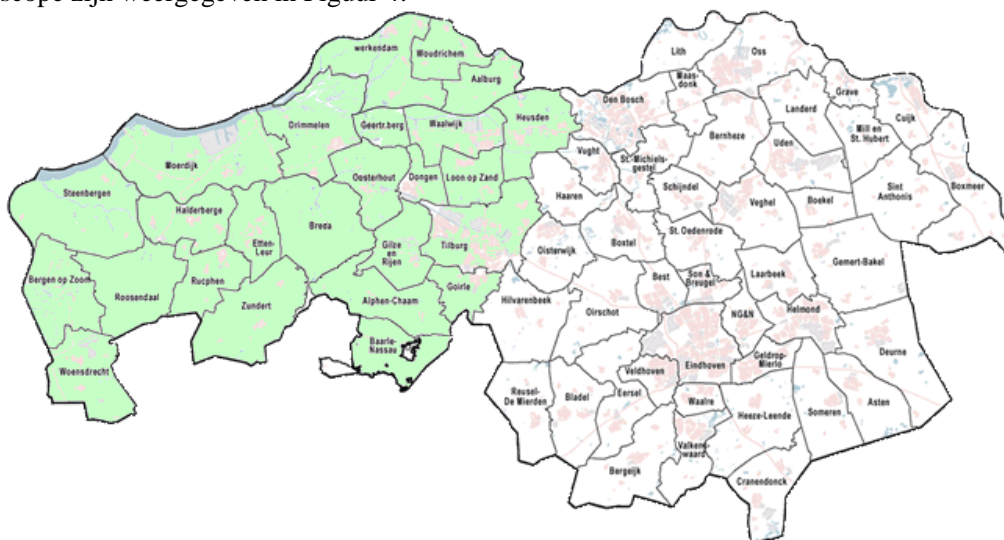 scope zijn weergegeven in Figuur
werkendam
Woudrichem
Aalburg
Lith
Oss
Maas-
donk
Grave
Den Bosch
Landerd
Cuijk
Drimmelen
Geertr.berg
Waalwijk
Heusden
Bernheze
Mill en
St. Hubert
Uden
Moerdijk
Vught
St.-Michiels-
gestel
Oosterhout
Dongen
Loon op Zand
Schijndel
Sint
Anthonis
Boxmeer
Steenbergen
Haaren
Veghel
Boekel
Halderberge
Breda
St. Oedenrode
Etten-
Leur
Gilze
en
Rijen
Tilburg
Oisterwijk
Boxtel
Gemert-Bakel
Bergen op Zoom
Rucphen
Best
Son &
Breugel
Laarbeek
Roosendaal
Goirle
Zundert
Alphen-Chaam
Hilvarenbeek
Oirschot
NG&N
Helmond
Baarle-
Nassau
Deurne
Woensdrecht
Veldhoven
Eindhoven
Geldrop-
Mierlo
Reusel-
De Mierden
Bladel
Eersel
Waalre
Heeze-Leende
Someren
Asten
Valkens-
waard
Bergeijk
Cranendonck